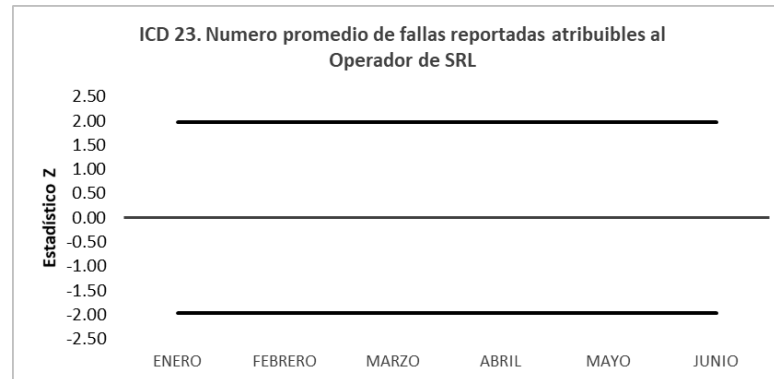 ICD 23. Numero promedio de fallas reportadas atribuibles al
Operador de SRL
Estadístico Z
2.50
2.00
1.50
1.00
0.50
0.00
-0.50
-1.00
-1.50
-2.00
-2.50
ENERO FEBRERO MARZO ABRIL MAYO JUNIO